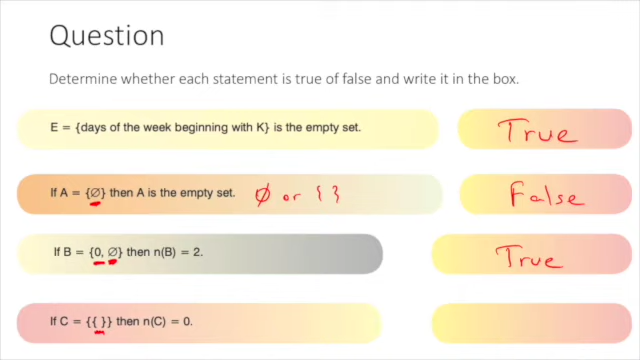 Question
Determine whether each statement is true of false and write it in the box.
E = {days of the week beginning with K} is the empty set. True
If A = {∅} then A is the empty set. ∅ or { } False
If B = {0, ∅} then n(B) = 2. True
If C = {{ }} then n(C) = 0.